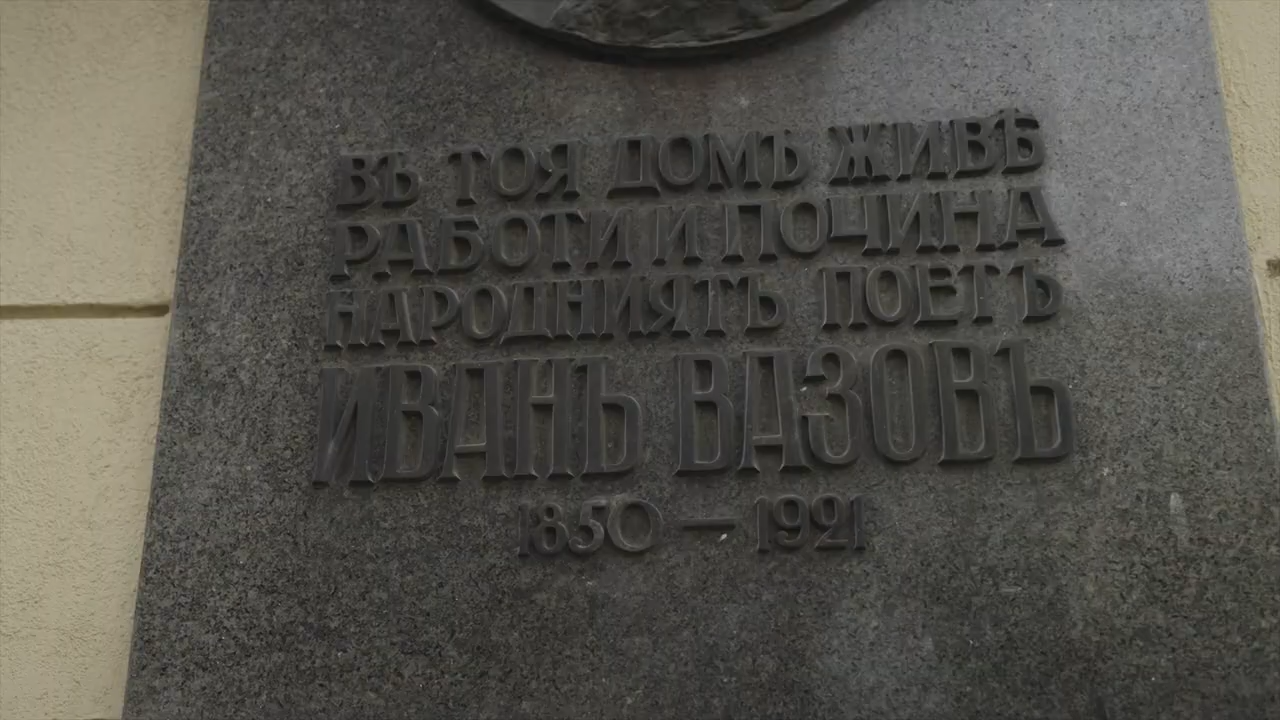 ВЪ ТОЯ ДОМЪ ЖИВѢ
РАБОТИ И ПОЧИНА
НАРОДНИЯТЪ ПОЕТЪ
ИВАНЪ ВАЗОВЪ
1850 — 1921